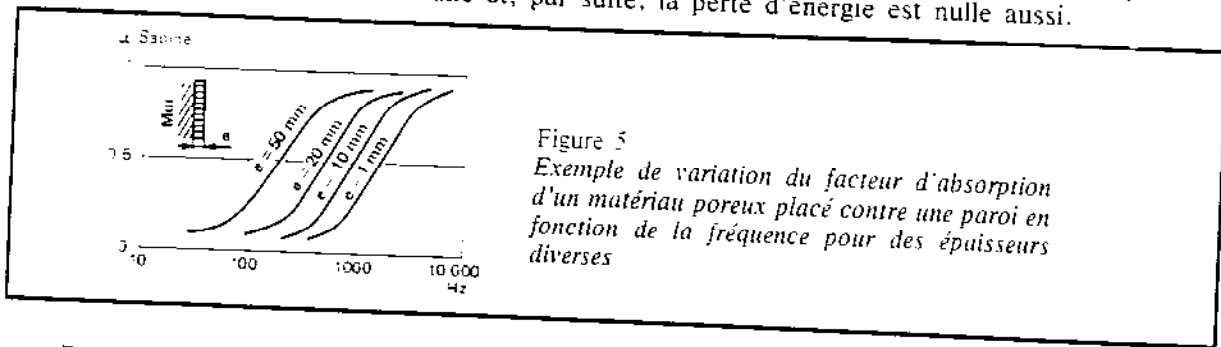 par suite, la perte d'énergie est nulle aussi.
α Sabine
1
Mur
e
e = 50 mm
e = 20 mm
e = 10 mm
e = 1 mm
0.5
0
10
100
1000
10 000
Hz
Figure 5
Exemple de variation du facteur d'absorption
d'un matériau poreux placé contre une paroi en
fonction de la fréquence pour des épaisseurs
diverses